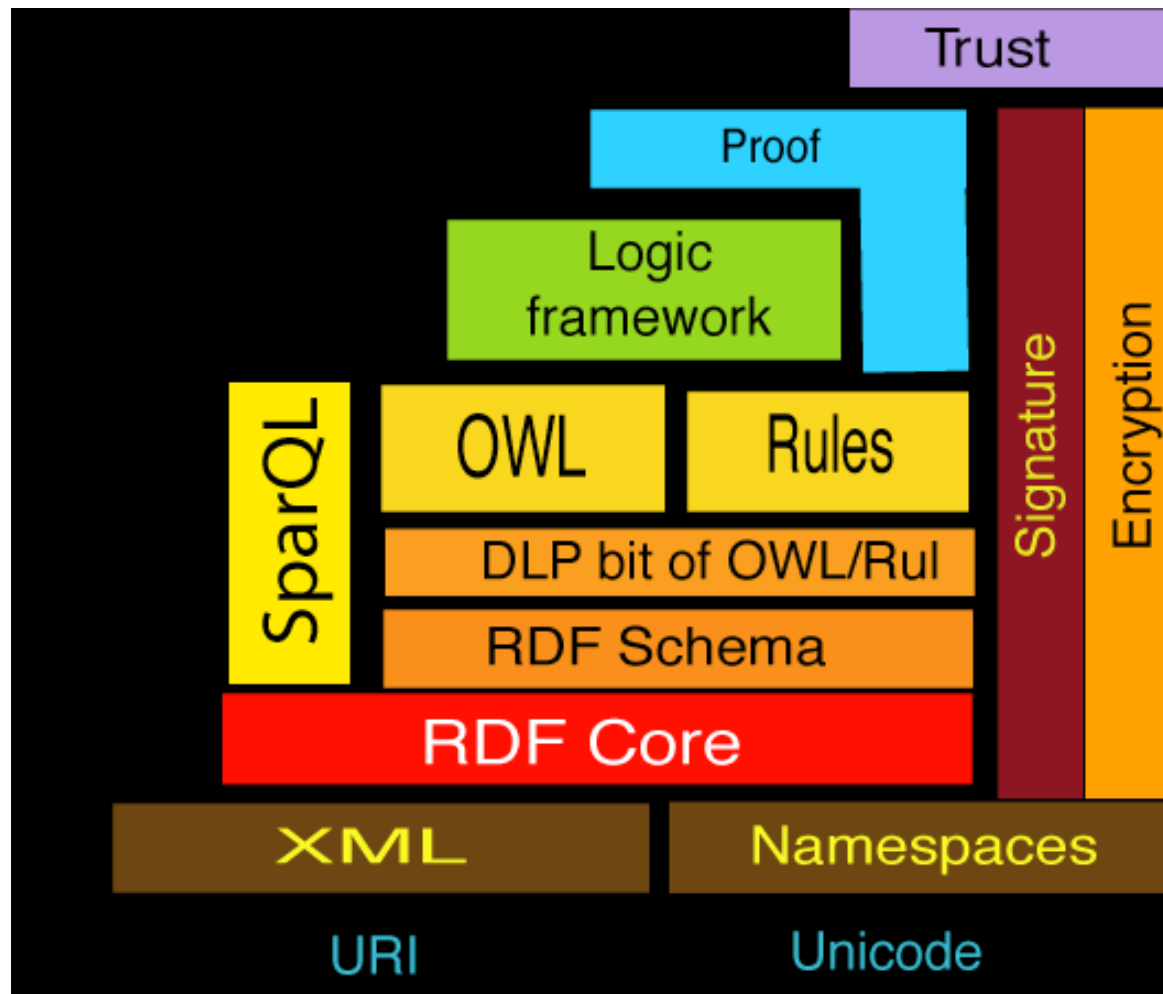 Trust
Proof
Logic
framework
Signature
Encryption
SparQL
OWL
Rules
DLP bit of OWL/Rul
RDF Schema
RDF Core
XML
Namespaces
URI
Unicode